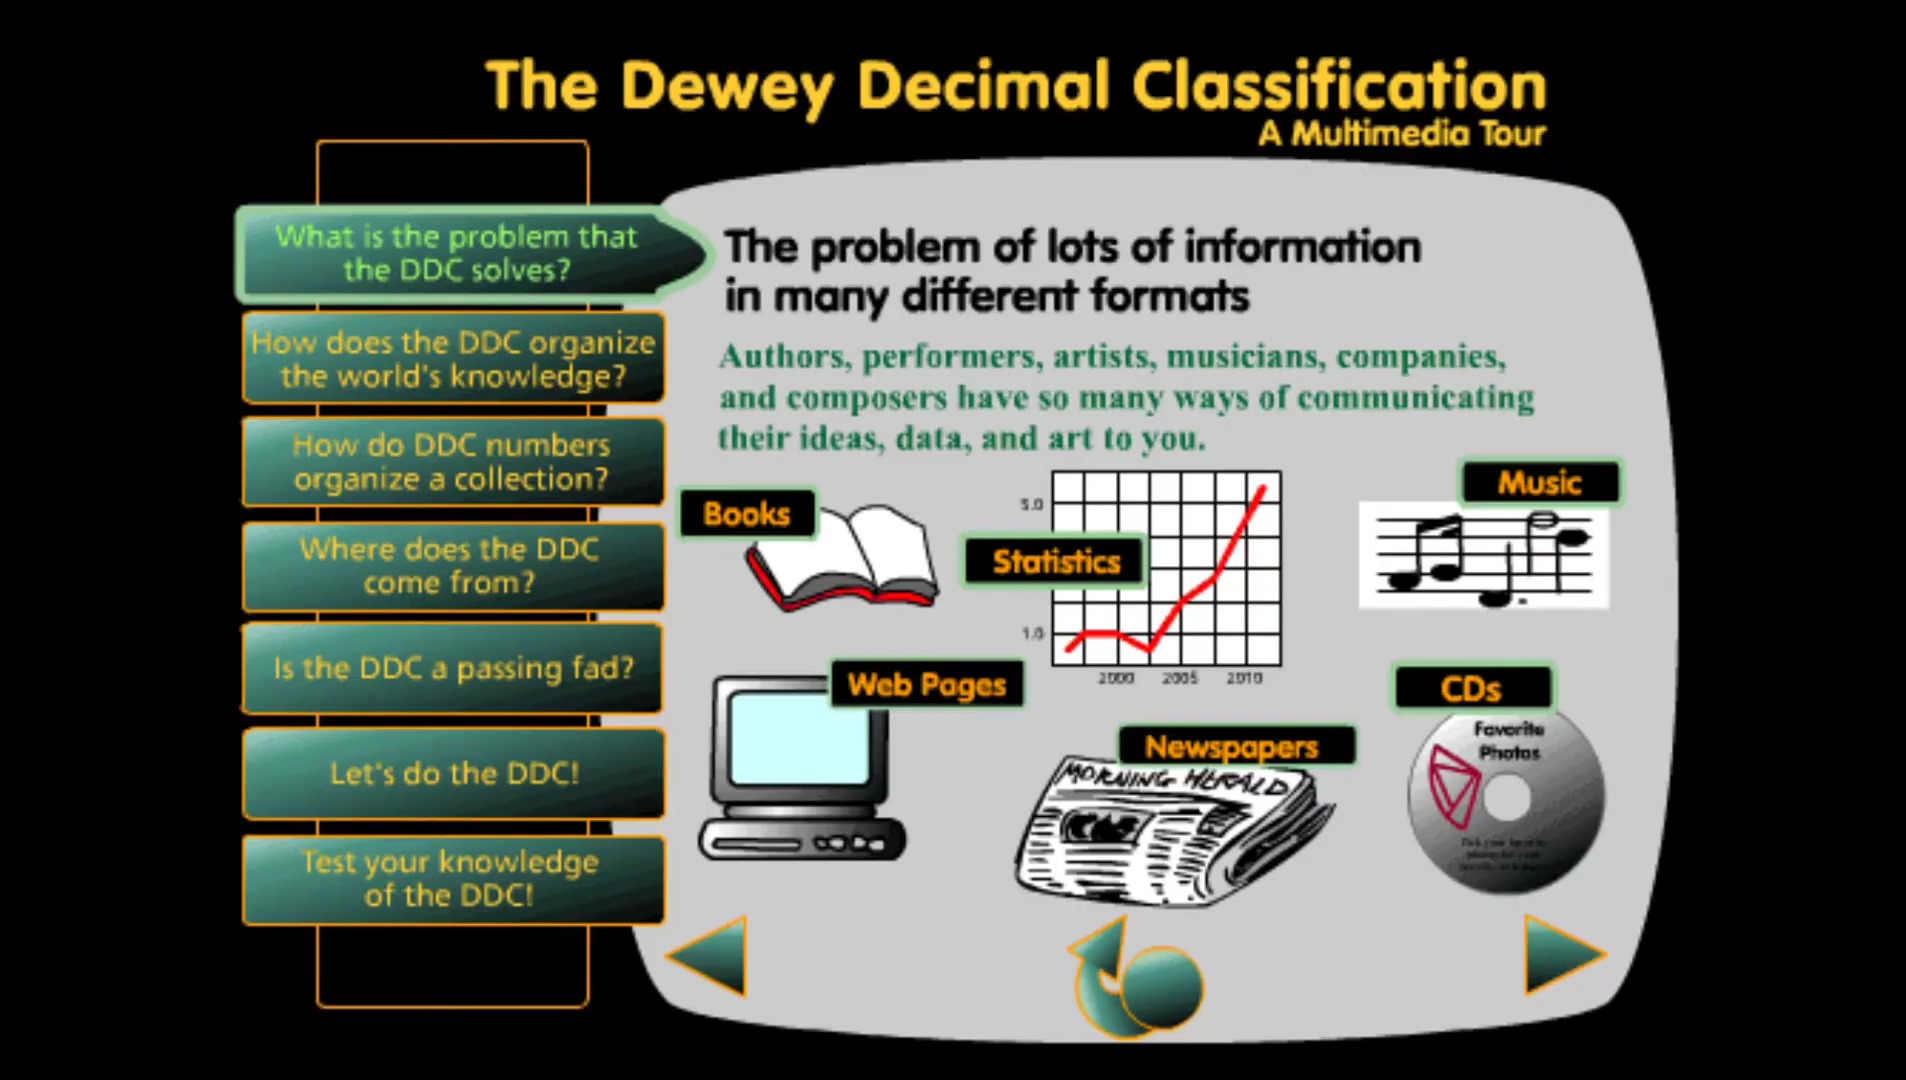 The Dewey Decimal Classification
A Multimedia Tour
What is the problem that
the DDC solves?
How does the DDC organize
the world's knowledge?
How do DDC numbers
organize a collection?
Where does the DDC
come from?
Is the DDC a passing fad?
Let's do the DDC!
Test your knowledge
of the DDC!
The problem of lots of information
in many different formats
Authors, performers, artists, musicians, companies,
and composers have so many ways of communicating
their ideas, data, and art to you.
Books
Statistics
5.0
1.0
2000 2005 2010
Music
Web Pages
Newspapers
MORNING HERALD
CDs
Favorite
Photos